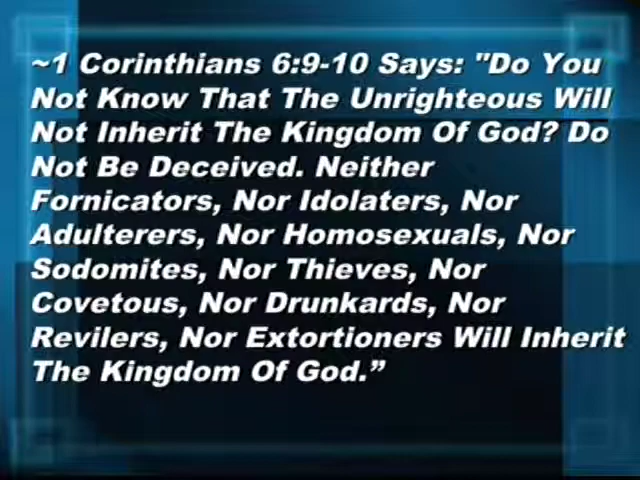 ~1 Corinthians 6:9-10 Says: "Do You
Not Know That The Unrighteous Will
Not Inherit The Kingdom Of God? Do
Not Be Deceived. Neither
Fornicators, Nor Idolaters, Nor
Adulterers, Nor Homosexuals, Nor
Sodomites, Nor Thieves, Nor
Covetous, Nor Drunkards, Nor
Revilers, Nor Extortioners Will Inherit
The Kingdom Of God.”